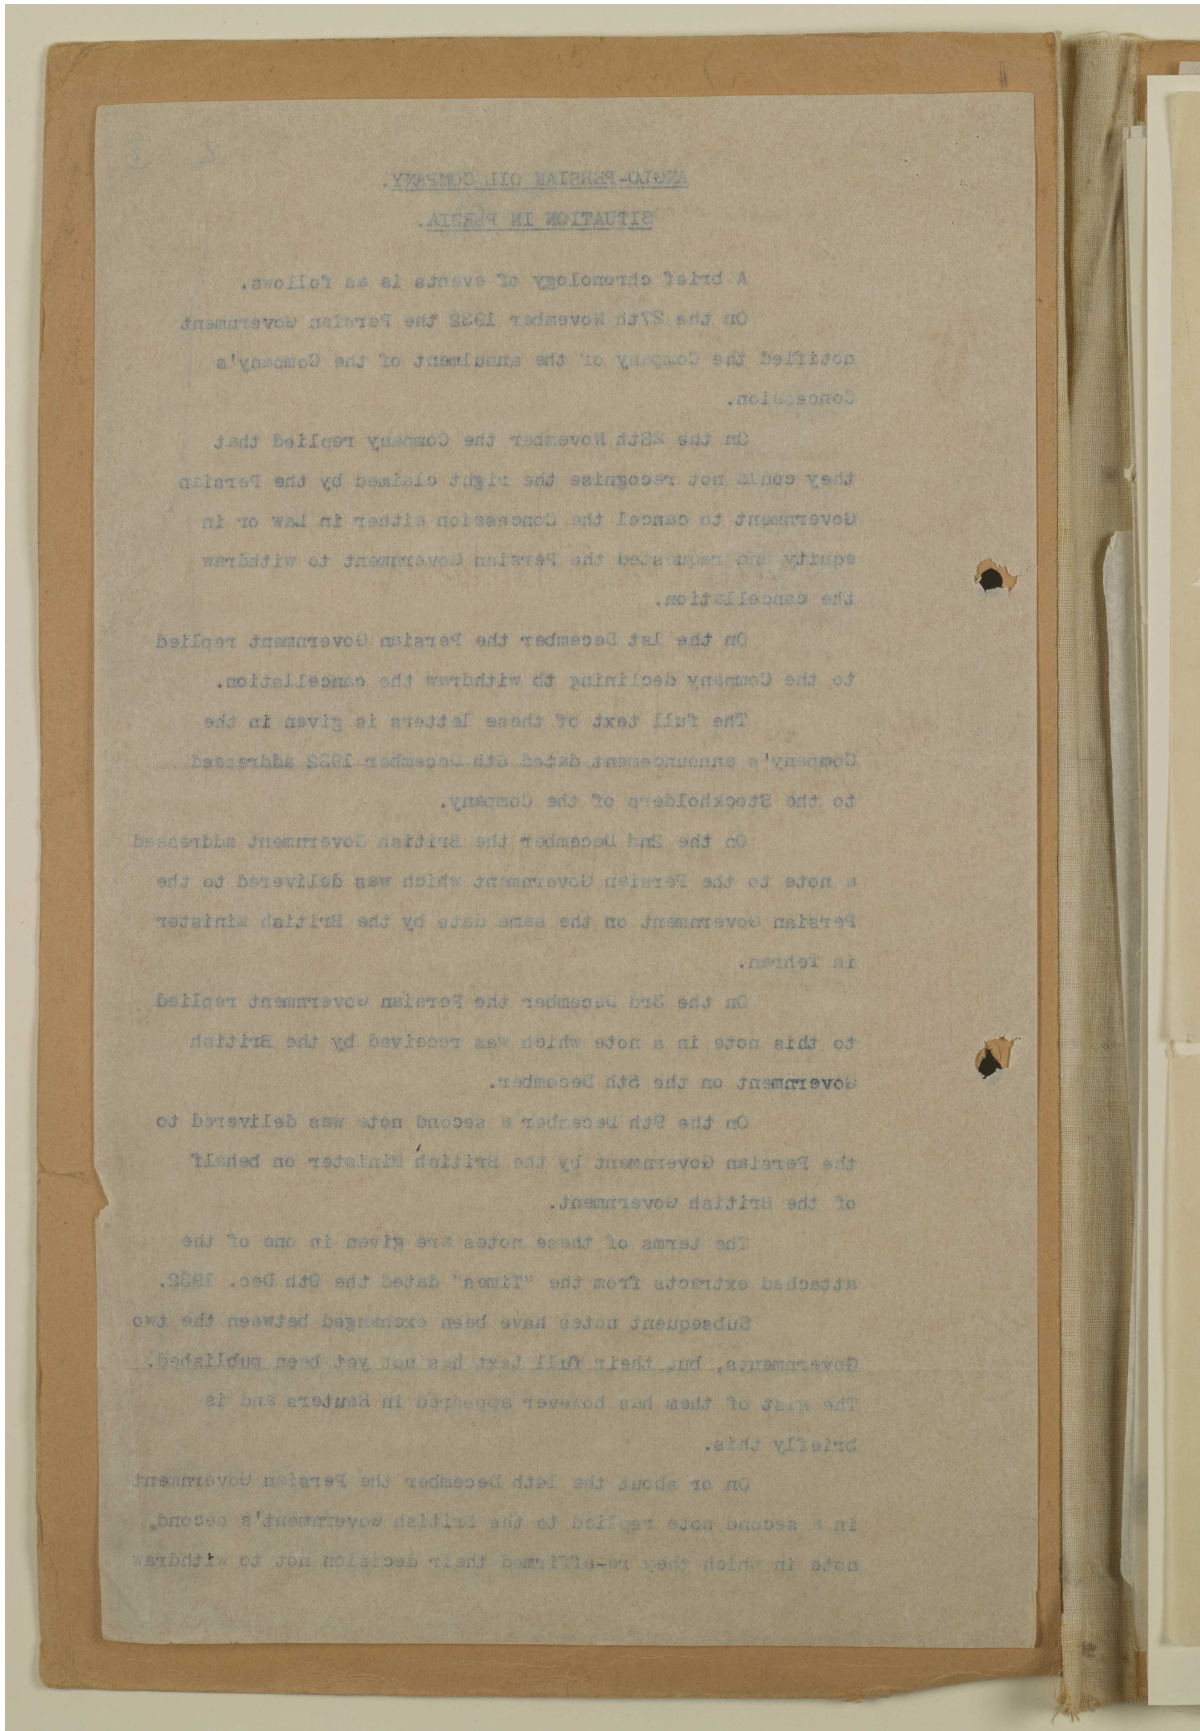 ANGLO-PERSIAN OIL COMPANY.
SITUATION IN PERSIA.
A brief chronology of events is as follows.
On the 27th November 1932 the Persian Government
notified the Company of the annulment of the Company's
Concession.
On the 28th November the Company replied that
they could not recognise the right claimed by the Persian
Government to cancel the Concession either in Law or in
equity and requested the Persian Government to withdraw
the cancellation.
On the 1st December the Persian Government replied
to the Company declining to withdraw the cancellation.
The full text of these letters is given in the
Company's announcement dated 6th December 1932 addressed
to the Stockholders of the Company.
On the 2nd December the British Government addressed
a note to the Persian Government which was delivered to the
Persian Government on the same date by the British Minister
in Tehran.
On the 3rd December the Persian Government replied
to this note in a note which was received by the British
Government on the 5th December.
On the 9th December a second note was delivered to
the Persian Government by the British Minister on behalf
of the British Government.
The terms of these notes are given in one of the
attached extracts from the "Times" dated the 9th Dec. 1932.
Subsequent notes have been exchanged between the two
Governments, but their full text has not yet been published.
The gist of them has however appeared in Reuters and is
briefly this.
On or about the 14th December the Persian Government
in a second note replied to the British Government's second
note in which they re-affirmed their decision not to withdraw